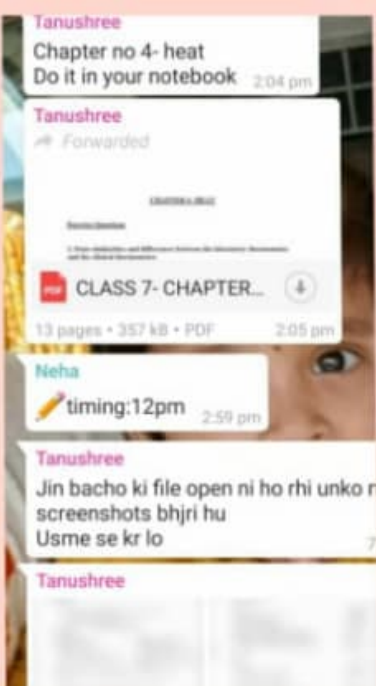 Tanushree
Chapter no 4- heat
Do it in your notebook 2:04 pm
Tanushree
Forwarded
CLASS 7- CHAPTER...
13 pages • 357 kB • PDF 2:05 pm
Neha
timing:12pm 2:59 pm
Tanushree
Jin bacho ki file open ni ho rhi unko
screenshots bhjri hu
Usme se kr lo
Tanushree